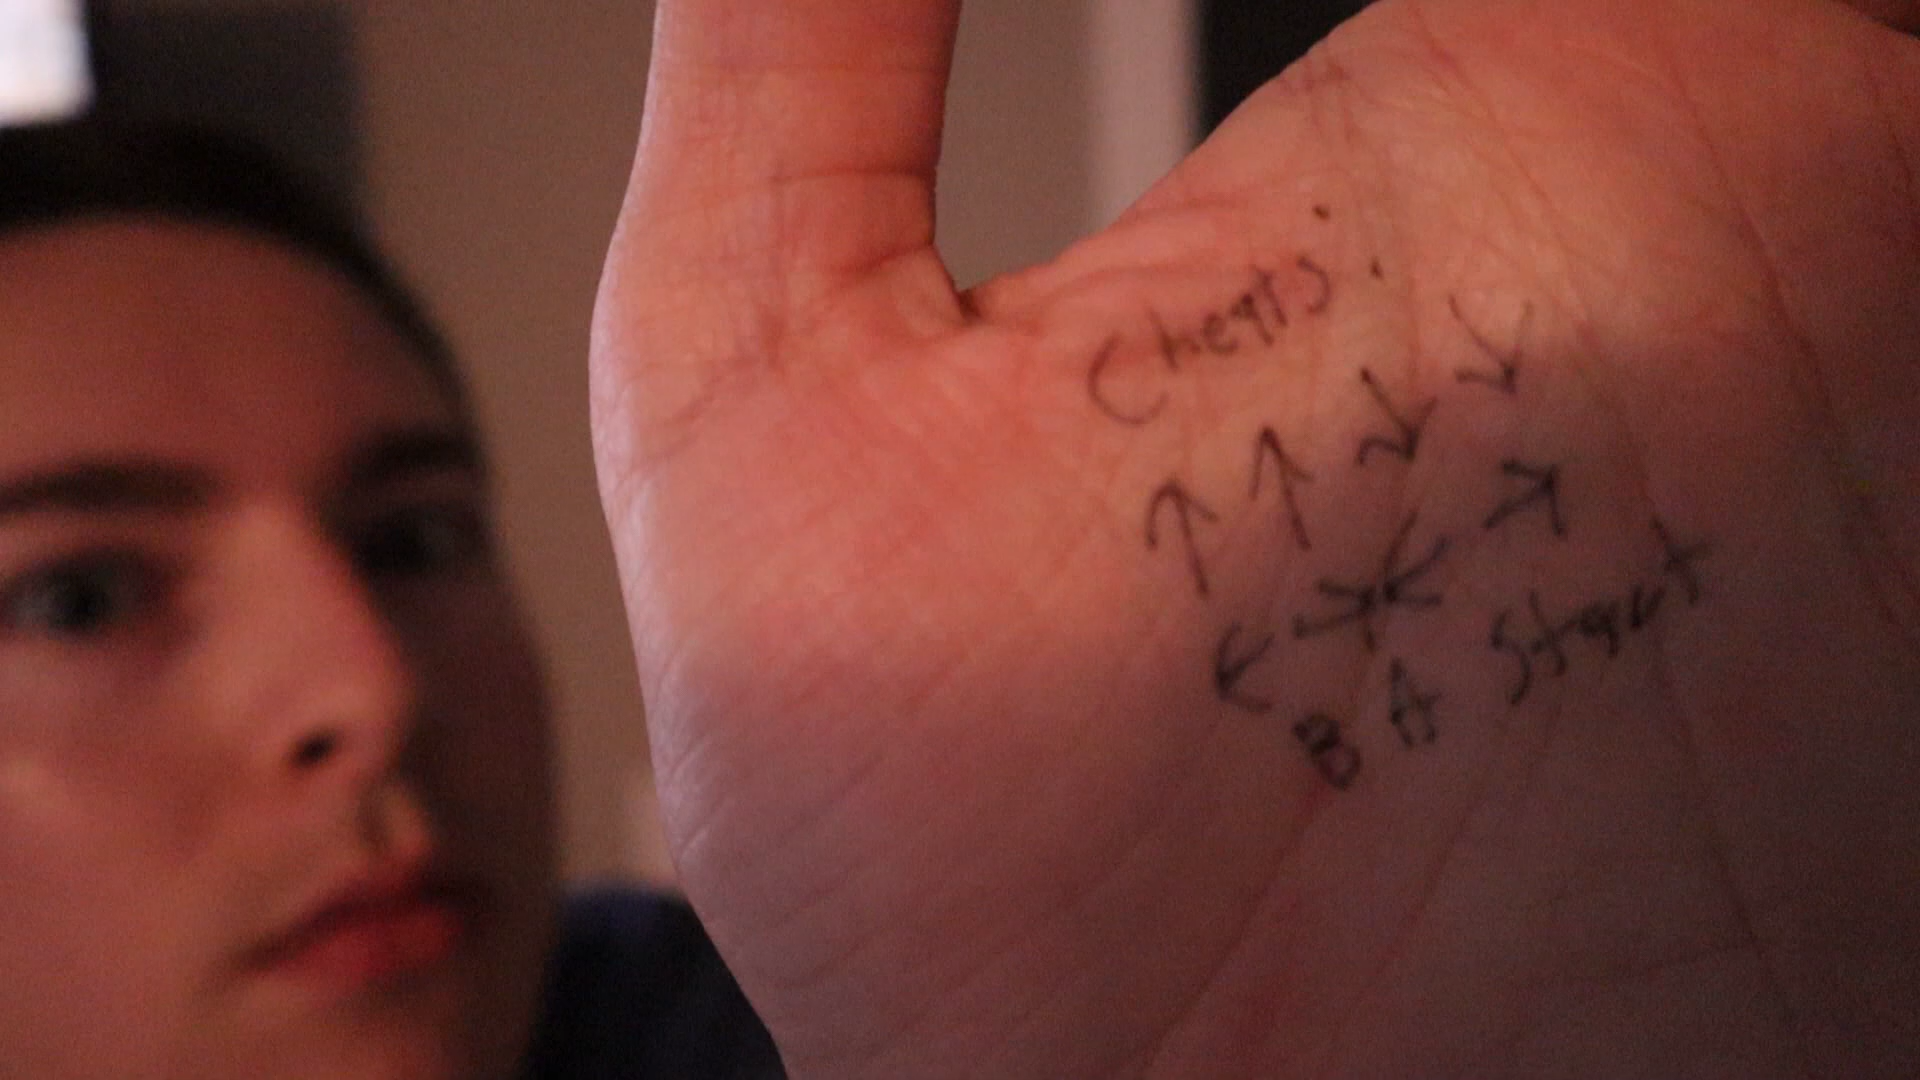 Cheats:
↑ ↑ ↓ ↓
← → ← →
B A Start